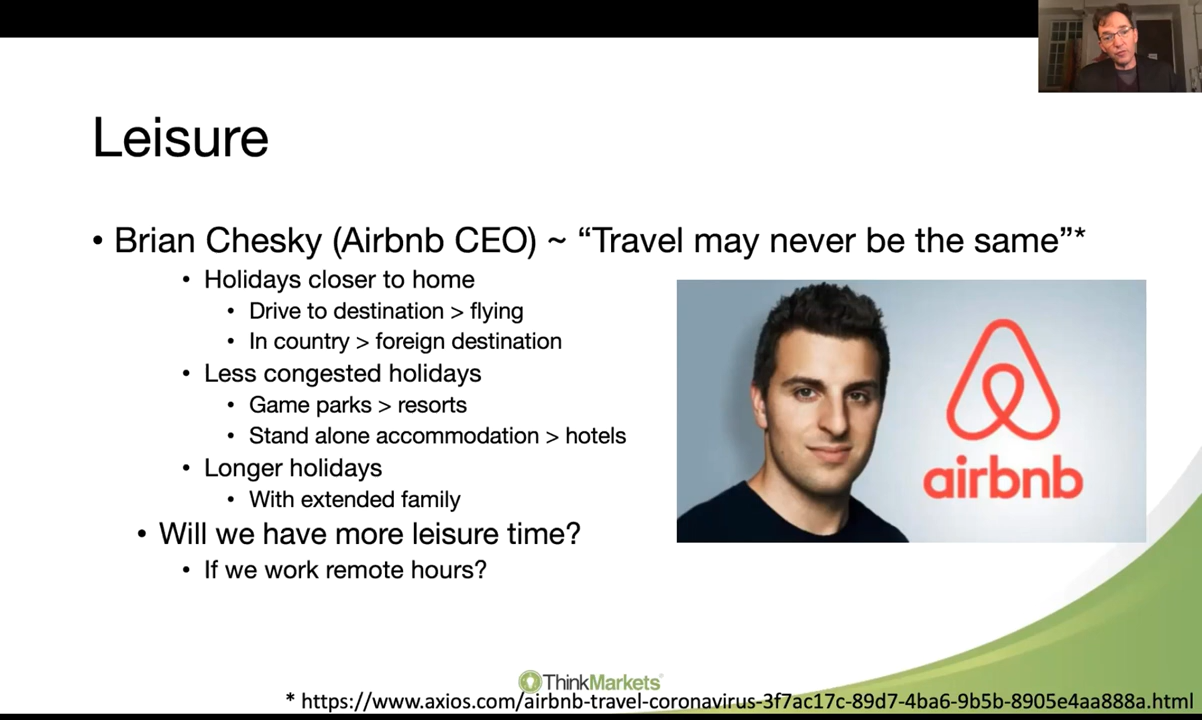 Leisure
• Brian Chesky (Airbnb CEO) ~ “Travel may never be the same”*
• Holidays closer to home
• Drive to destination > flying
• In country > foreign destination
• Less congested holidays
• Game parks > resorts
• Stand alone accommodation > hotels
• Longer holidays
• With extended family
• Will we have more leisure time?
• If we work remote hours?
airbnb
ThinkMarkets
* https://www.axios.com/airbnb-travel-coronavirus-3f7ac17c-89d7-4ba6-9b5b-8905e4aa888a.html